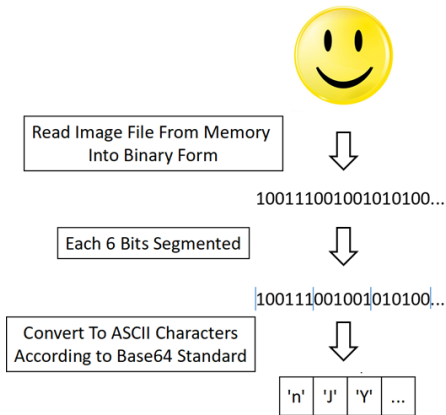 Read Image File From Memory
Into Binary Form
100111001001010100...
Each 6 Bits Segmented
100111001001010100...
Convert To ASCII Characters
According to Base64 Standard
'n' 'J' 'Y' ...